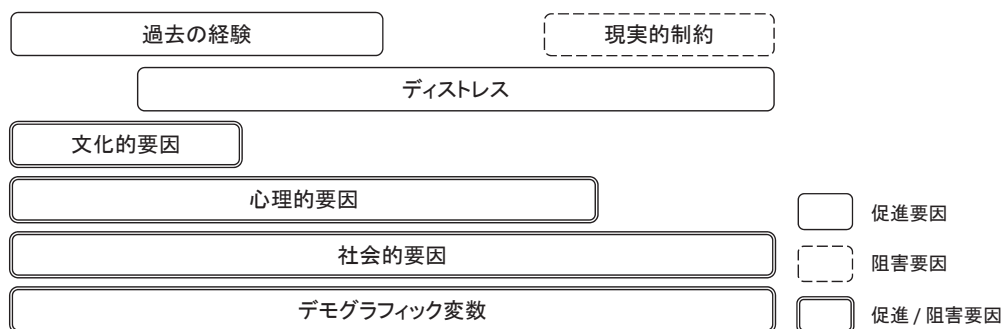 過去の経験
現実的制約
ディストレス
文化的要因
心理的要因
社会的要因
デモグラフィック変数
促進要因
阻害要因
促進 / 阻害要因